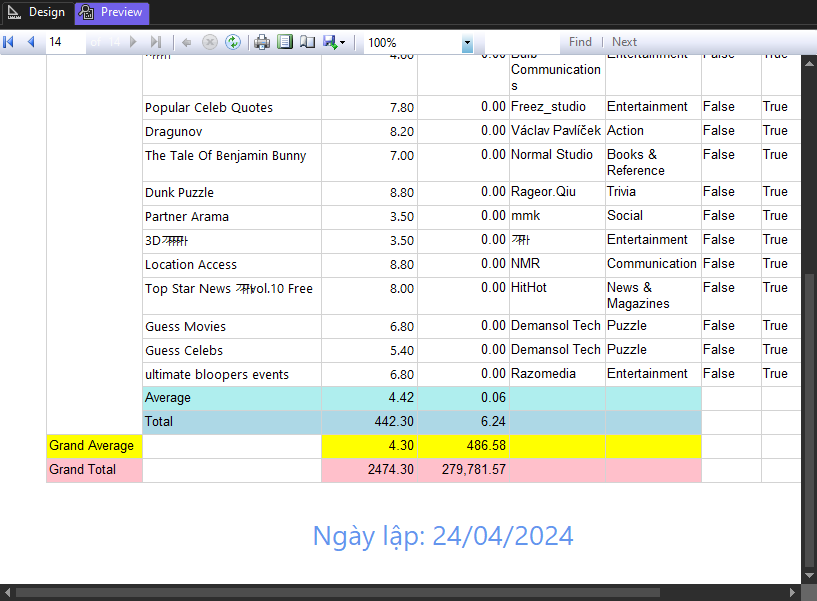 Design Preview
14 of 14 100% Find Next
4.60 0.00 Bulb Communications Entertainment False True
Popular Celeb Quotes 7.80 0.00 Freez_studio Entertainment False True
Dragunov 8.20 0.00 Václav Pavlíček Action False True
The Tale Of Benjamin Bunny 7.00 0.00 Normal Studio Books & Reference False True
Dunk Puzzle 8.80 0.00 Rageor.Qiu Trivia False True
Partner Arama 3.50 0.00 mmk Social False True
3D 3.50 0.00 Entertainment False True
Location Access 8.80 0.00 NMR Communication False True
Top Star News vol.10 Free 8.00 0.00 HitHot News & Magazines False True
Guess Movies 6.80 0.00 Demansol Tech Puzzle False True
Guess Celebs 5.40 0.00 Demansol Tech Puzzle False True
ultimate bloopers events 6.80 0.00 Razomedia Entertainment False True
Average 4.42 0.06
Total 442.30 6.24
Grand Average 4.30 486.58
Grand Total 2474.30 279,781.57
Ngày lập: 24/04/2024